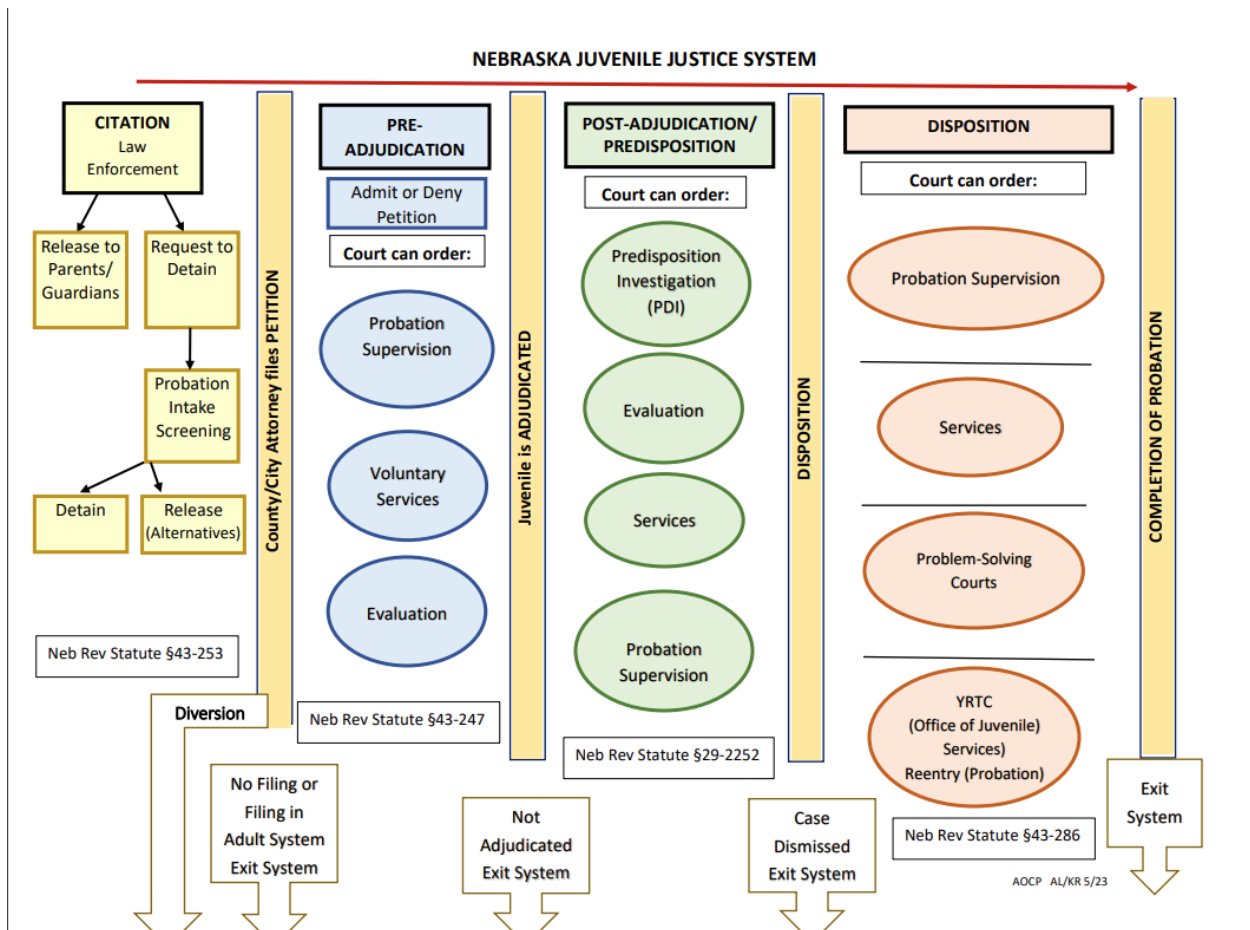 NEBRASKA JUVENILE JUSTICE SYSTEM
CITATION
Law
Enforcement
Release to
Parents/
Guardians
Request to
Detain
Probation
Intake
Screening
Detain
Release
(Alternatives)
Neb Rev Statute §43-253
County/City Attorney files PETITION
Diversion
No Filing or
Filing in
Adult System
Exit System
PRE-
ADJUDICATION
Admit or Deny
Petition
Court can order:
Probation
Supervision
Voluntary
Services
Evaluation
Neb Rev Statute §43-247
Juvenile is ADJUDICATED
Not
Adjudicated
Exit System
POST-ADJUDICATION/
PREDISPOSITION
Court can order:
Predisposition
Investigation
(PDI)
Evaluation
Services
Probation
Supervision
Neb Rev Statute §29-2252
DISPOSITION
Case
Dismissed
Exit System
DISPOSITION
Court can order:
Probation Supervision
Services
Problem-Solving
Courts
YRTC
(Office of Juvenile)
Services)
Reentry (Probation)
Neb Rev Statute §43-286
COMPLETION OF PROBATION
Exit
System
AOCP AL/KR 5/23